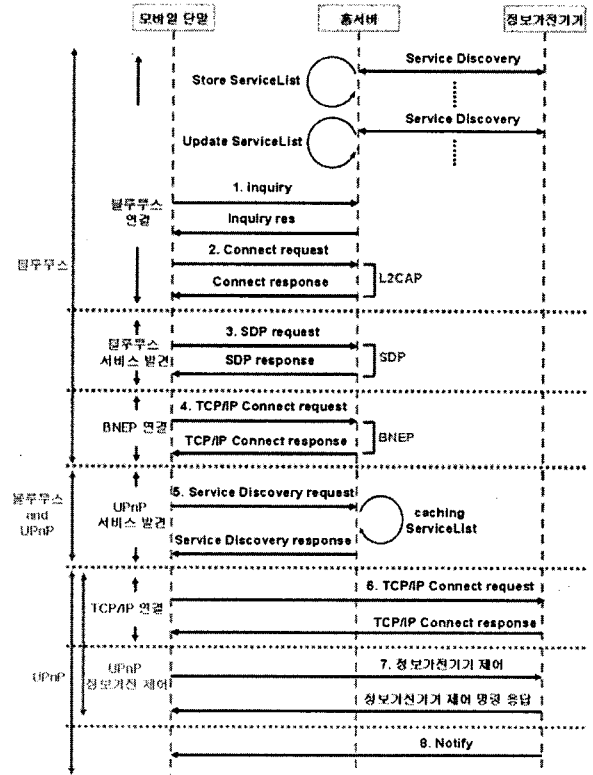 모바일 단말
홈서버
정보가전기기
Service Discovery
Store ServiceList
Service Discovery
Update ServiceList
1. Inquiry
Inquiry res
블루투스
연결
2. Connect request
Connect response
L2CAP
블루투스
3. SDP request
SDP response
SDP
블루투스
서비스 발견
4. TCP/IP Connect request
TCP/IP Connect response
BNEP
BNEP 연결
5. Service Discovery request
Service Discovery response
caching
ServiceList
UPnP
서비스 발견
블루투스
and
UPnP
6. TCP/IP Connect request
TCP/IP Connect response
TCP/IP 연결
7. 정보가전기기 제어
정보가전기기 제어 명령 응답
UPnP
정보가전 제어
UPnP
8. Notify